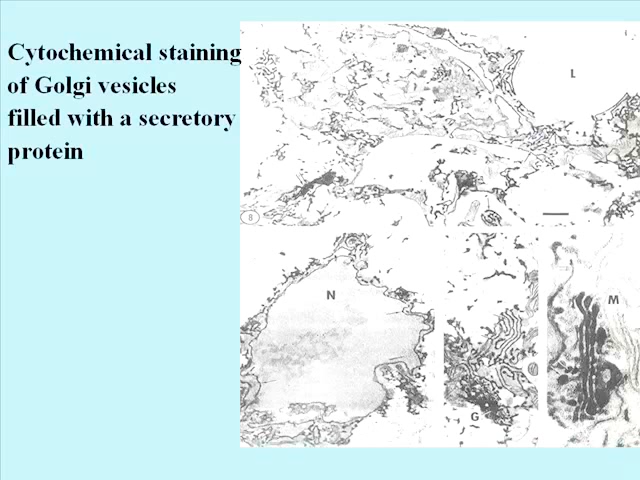 Cytochemical staining
of Golgi vesicles
filled with a secretory
protein
L
8
N
M
G